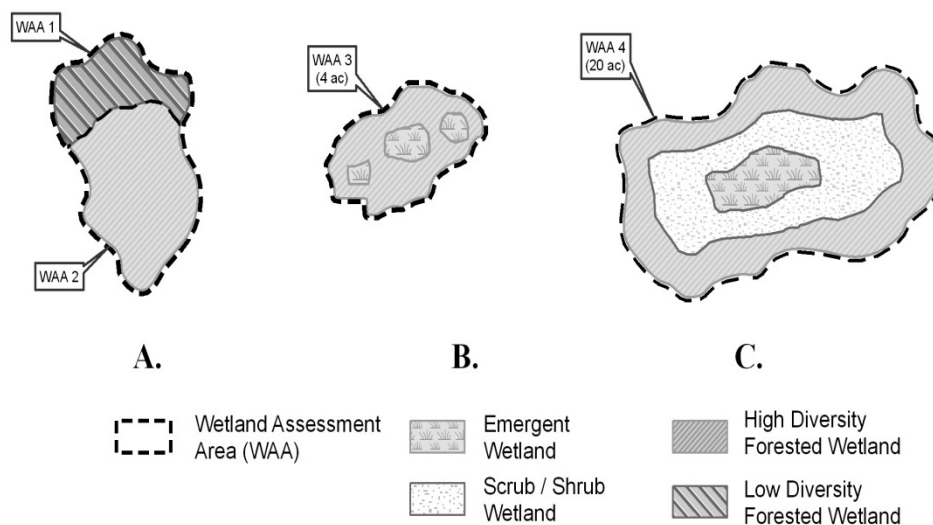 WAA 1
WAA 2
WAA 3
(4 ac)
WAA 4
(20 ac)
A.
B.
C.
Wetland Assessment
Area (WAA)
Emergent
Wetland
Scrub / Shrub
Wetland
High Diversity
Forested Wetland
Low Diversity
Forested Wetland